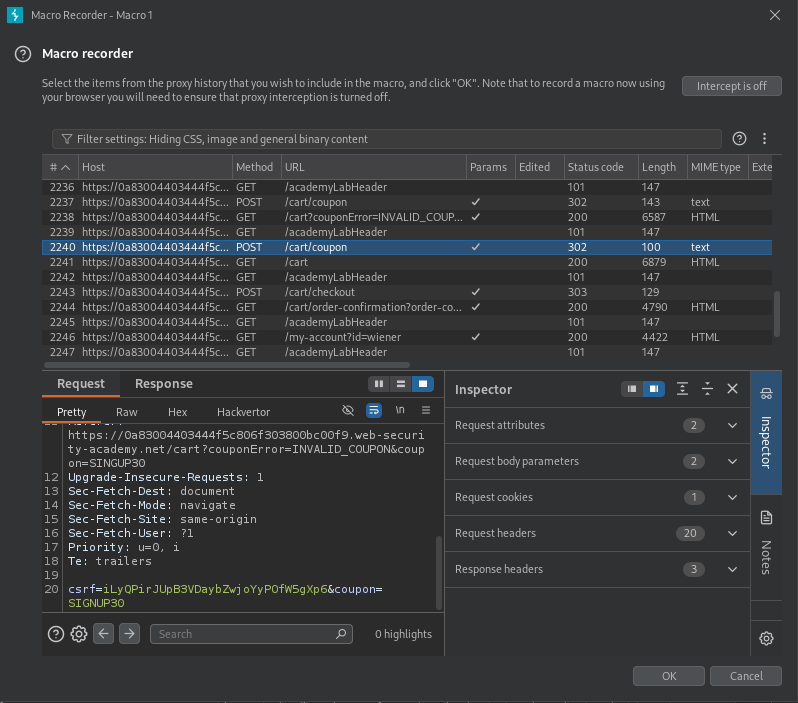 Macro Recorder - Macro 1
Macro recorder
Select the items from the proxy history that you wish to include in the macro, and click "OK". Note that to record a macro now using
your browser you will need to ensure that proxy interception is turned off.
Intercept is off
Filter settings: Hiding CSS, image and general binary content
# Host Method URL Params Edited Status code Length MIME type Exte
2236 https://0a83004403444f5c... GET /academyLabHeader 101 147
2237 https://0a83004403444f5c... POST /cart/coupon ✓ 302 143 text
2238 https://0a83004403444f5c... GET /cart?couponError=INVALID_COUP... ✓ 200 6587 HTML
2239 https://0a83004403444f5c... GET /academyLabHeader 101 147
2240 https://0a83004403444f5c... POST /cart/coupon ✓ 302 100 text
2241 https://0a83004403444f5c... GET /cart 200 6879 HTML
2242 https://0a83004403444f5c... GET /academyLabHeader 101 147
2243 https://0a83004403444f5c... POST /cart/checkout ✓ 303 129
2244 https://0a83004403444f5c... GET /cart/order-confirmation?order-co... ✓ 200 4790 HTML
2245 https://0a83004403444f5c... GET /academyLabHeader 101 147
2246 https://0a83004403444f5c... GET /my-account?id=wiener ✓ 200 4422 HTML
2247 https://0a83004403444f5c... GET /academyLabHeader 101 147
Request Response
Pretty Raw Hex Hackvertor \n
https://0a83004403444f5c806f303800bc00f9.web-securi
ty-academy.net/cart?couponError=INVALID_COUPON&coup
on=SINGUP30
12 Upgrade-Insecure-Requests: 1
13 Sec-Fetch-Dest: document
14 Sec-Fetch-Mode: navigate
15 Sec-Fetch-Site: same-origin
16 Sec-Fetch-User: ?1
17 Priority: u=0, i
18 Te: trailers
19
20 csrf=iLyQPirJUpB3VDaybZwjoYyPOfW5gXp6&coupon=
SIGNUP30
Search
0 highlights
Inspector
Request attributes 2
Request body parameters 2
Request cookies 1
Request headers 20
Response headers 3
Inspector
Notes
OK
Cancel